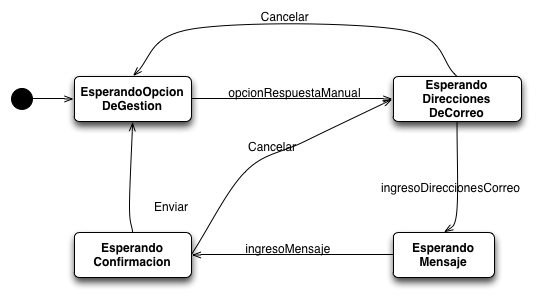 Cancelar
EsperandoOpcion
DeGestion
opcionRespuestaManual
Esperando
Direcciones
DeCorreo
Cancelar
ingresoDireccionesCorreo
Enviar
Esperando
Confirmacion
ingresoMensaje
Esperando
Mensaje